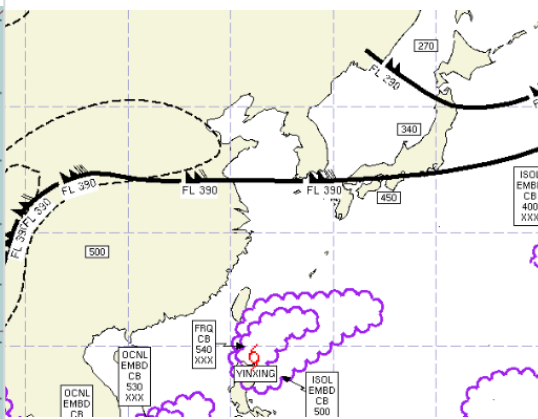 270
FL 290
340
FL 390
FL 390
FL 390
FL 390
FL 390
450
ISOL
EMBD
CB
400
XXX
500
FRQ
CB
540
XXX
YINXING
OCNL
EMBD
CB
530
XXX
ISOL
EMBD
CB
500
OCNL
EMBD
CB